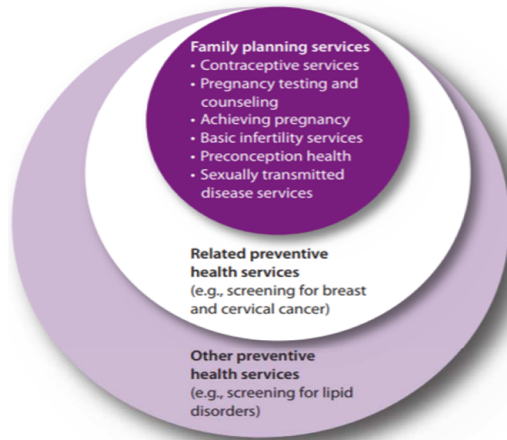 Family planning services
• Contraceptive services
• Pregnancy testing and
counseling
• Achieving pregnancy
• Basic infertility services
• Preconception health
• Sexually transmitted
disease services
Related preventive
health services
(e.g., screening for breast
and cervical cancer)
Other preventive
health services
(e.g., screening for lipid
disorders)